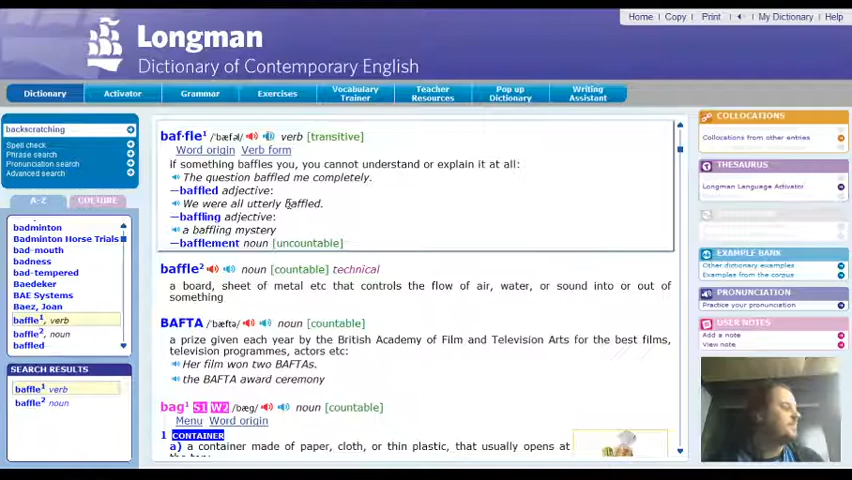 Home | Copy | Print | | My Dictionary | Help
Longman
Dictionary of Contemporary English
Dictionary Activator Grammar Exercises Vocabulary Trainer Teacher Resources Pop up Dictionary Writing Assistant
backscratching
Spell check
Phrase search
Pronunciation search
Advanced search
A-Z CULTURE
badminton
Badminton Horse Trials
bad-mouth
badness
bad-tempered
Baedeker
BAE Systems
Baez, Joan
baffle1, verb
baffle2, noun
baffled
SEARCH RESULTS
baffle1 verb
baffle2 noun
baf·fle1 /ˈbæfəl/ verb [transitive]
Word origin Verb form
if something baffles you, you cannot understand or explain it at all:
The question baffled me completely.
—baffled adjective:
We were all utterly baffled.
—baffling adjective:
a baffling mystery
—bafflement noun [uncountable]
baffle2 noun [countable] technical
a board, sheet of metal etc that controls the flow of air, water, or sound into or out of
something
BAFTA /ˈbæftə/ noun [countable]
a prize given each year by the British Academy of Film and Television Arts for the best films,
television programmes, actors etc:
Her film won two BAFTAs.
the BAFTA award ceremony
bag1 S1 W2 /bæg/ noun [countable]
Menu Word origin
1 CONTAINER
a) a container made of paper, cloth, or thin plastic, that usually opens at
COLLOCATIONS
Collocations from other entries
THESAURUS
Longman Language Activator
EXAMPLE BANK
Other dictionary examples
Examples from the corpus
PRONUNCIATION
Practice your pronunciation
USER NOTES
Add a note
View note